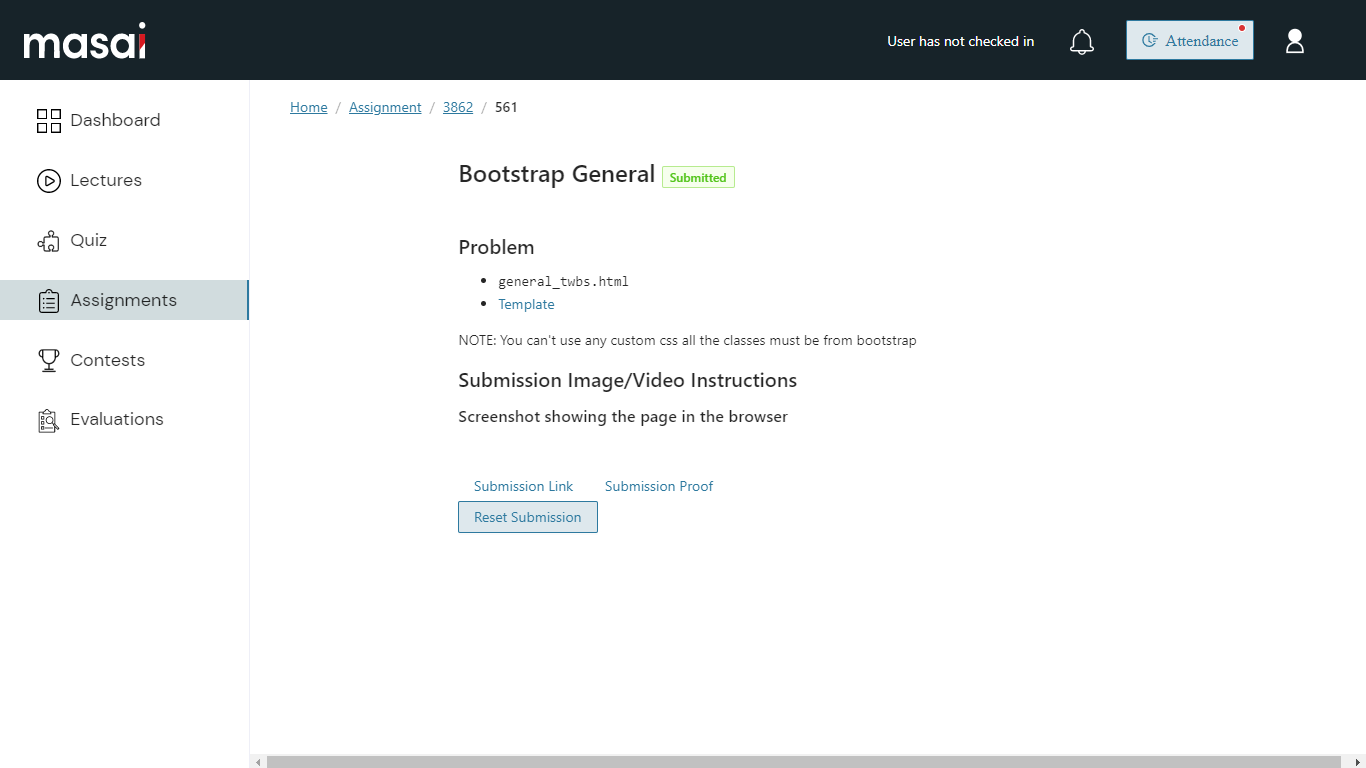 masai
User has not checked in
Attendance
Dashboard
Lectures
Quiz
Assignments
Contests
Evaluations
Home / Assignment / 3862 / 561
Bootstrap General Submitted
Problem
general_twbs.html
Template
NOTE: You can't use any custom css all the classes must be from bootstrap
Submission Image/Video Instructions
Screenshot showing the page in the browser
Submission Link Submission Proof
Reset Submission